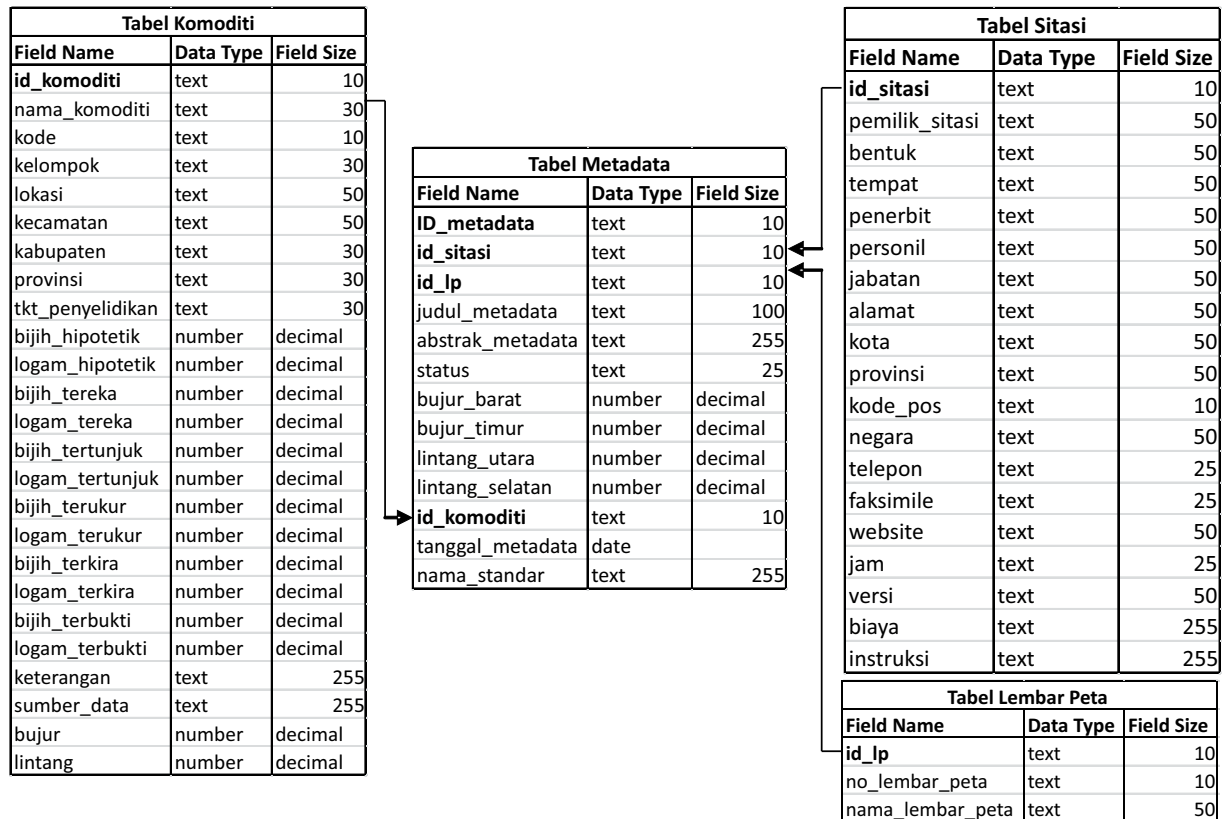 Tabel Komoditi
Field Name Data Type Field Size
id_komoditi text 10
nama_komoditi text 30
kode text 10
kelompok text 30
lokasi text 50
kecamatan text 50
kabupaten text 30
provinsi text 30
tkt_penyelidikan text 30
bijih_hipotetik number decimal
logam_hipotetik number decimal
bijih_tereka number decimal
logam_tereka number decimal
bijih_tertunjuk number decimal
logam_tertunjuk number decimal
bijih_terukur number decimal
logam_terukur number decimal
bijih_terkira number decimal
logam_terkira number decimal
bijih_terbukti number decimal
logam_terbukti number decimal
keterangan text 255
sumber_data text 255
bujur number decimal
lintang number decimal
Tabel Metadata
Field Name Data Type Field Size
ID_metadata text 10
id_sitasi text 10
id_lp text 10
judul_metadata text 100
abstrak_metadata text 255
status text 25
bujur_barat number decimal
bujur_timur number decimal
lintang_utara number decimal
lintang_selatan number decimal
id_komoditi text 10
tanggal_metadata date
nama_standar text 255
Tabel Sitasi
Field Name Data Type Field Size
id_sitasi text 10
pemilik_sitasi text 50
bentuk text 50
tempat text 50
penerbit text 50
personil text 50
jabatan text 50
alamat text 50
kota text 50
provinsi text 50
kode_pos text 10
negara text 50
telepon text 25
faksimile text 25
website text 50
jam text 25
versi text 50
biaya text 255
instruksi text 255
Tabel Lembar Peta
Field Name Data Type Field Size
id_lp text 10
no_lembar_peta text 10
nama_lembar_peta text 50